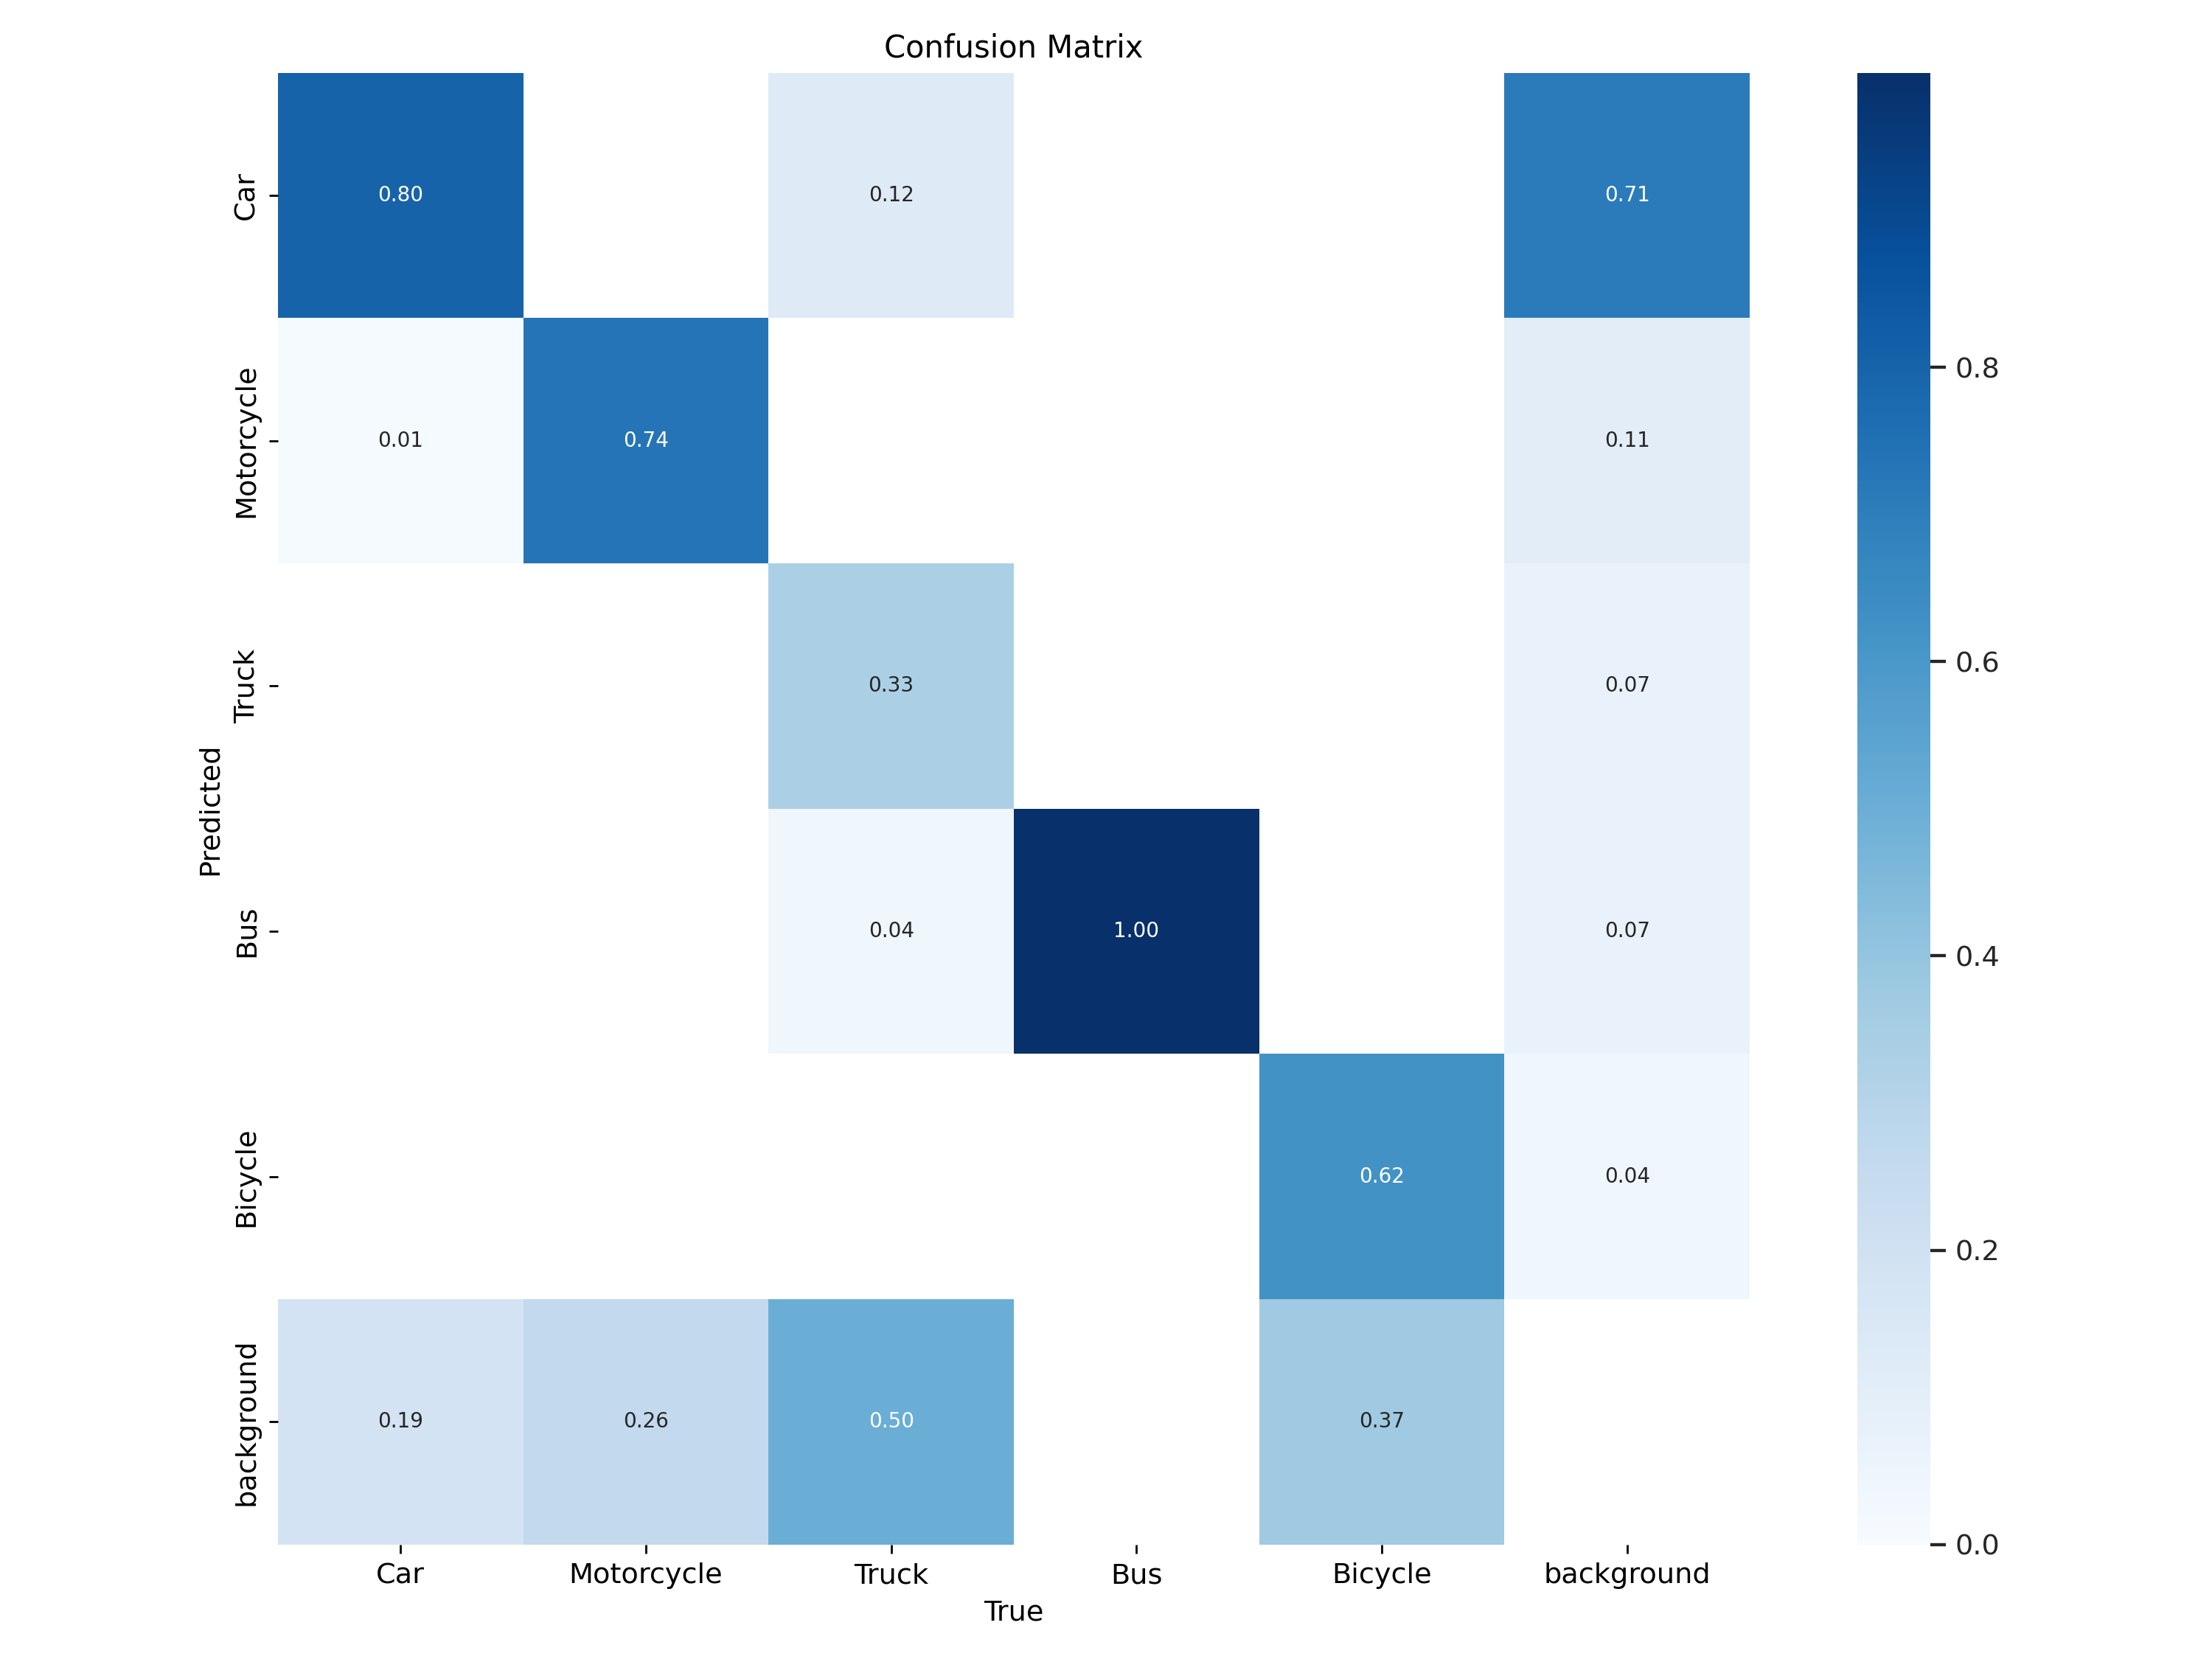 Confusion Matrix
Car
0.80
0.12
0.71
Motorcycle
0.01
0.74
0.11
Truck
0.33
0.07
Predicted
Bus
0.04
1.00
0.07
Bicycle
0.62
0.04
background
0.19
0.26
0.50
0.37
Car
Motorcycle
Truck
Bus
Bicycle
background
True
0.8
0.6
0.4
0.2
0.0